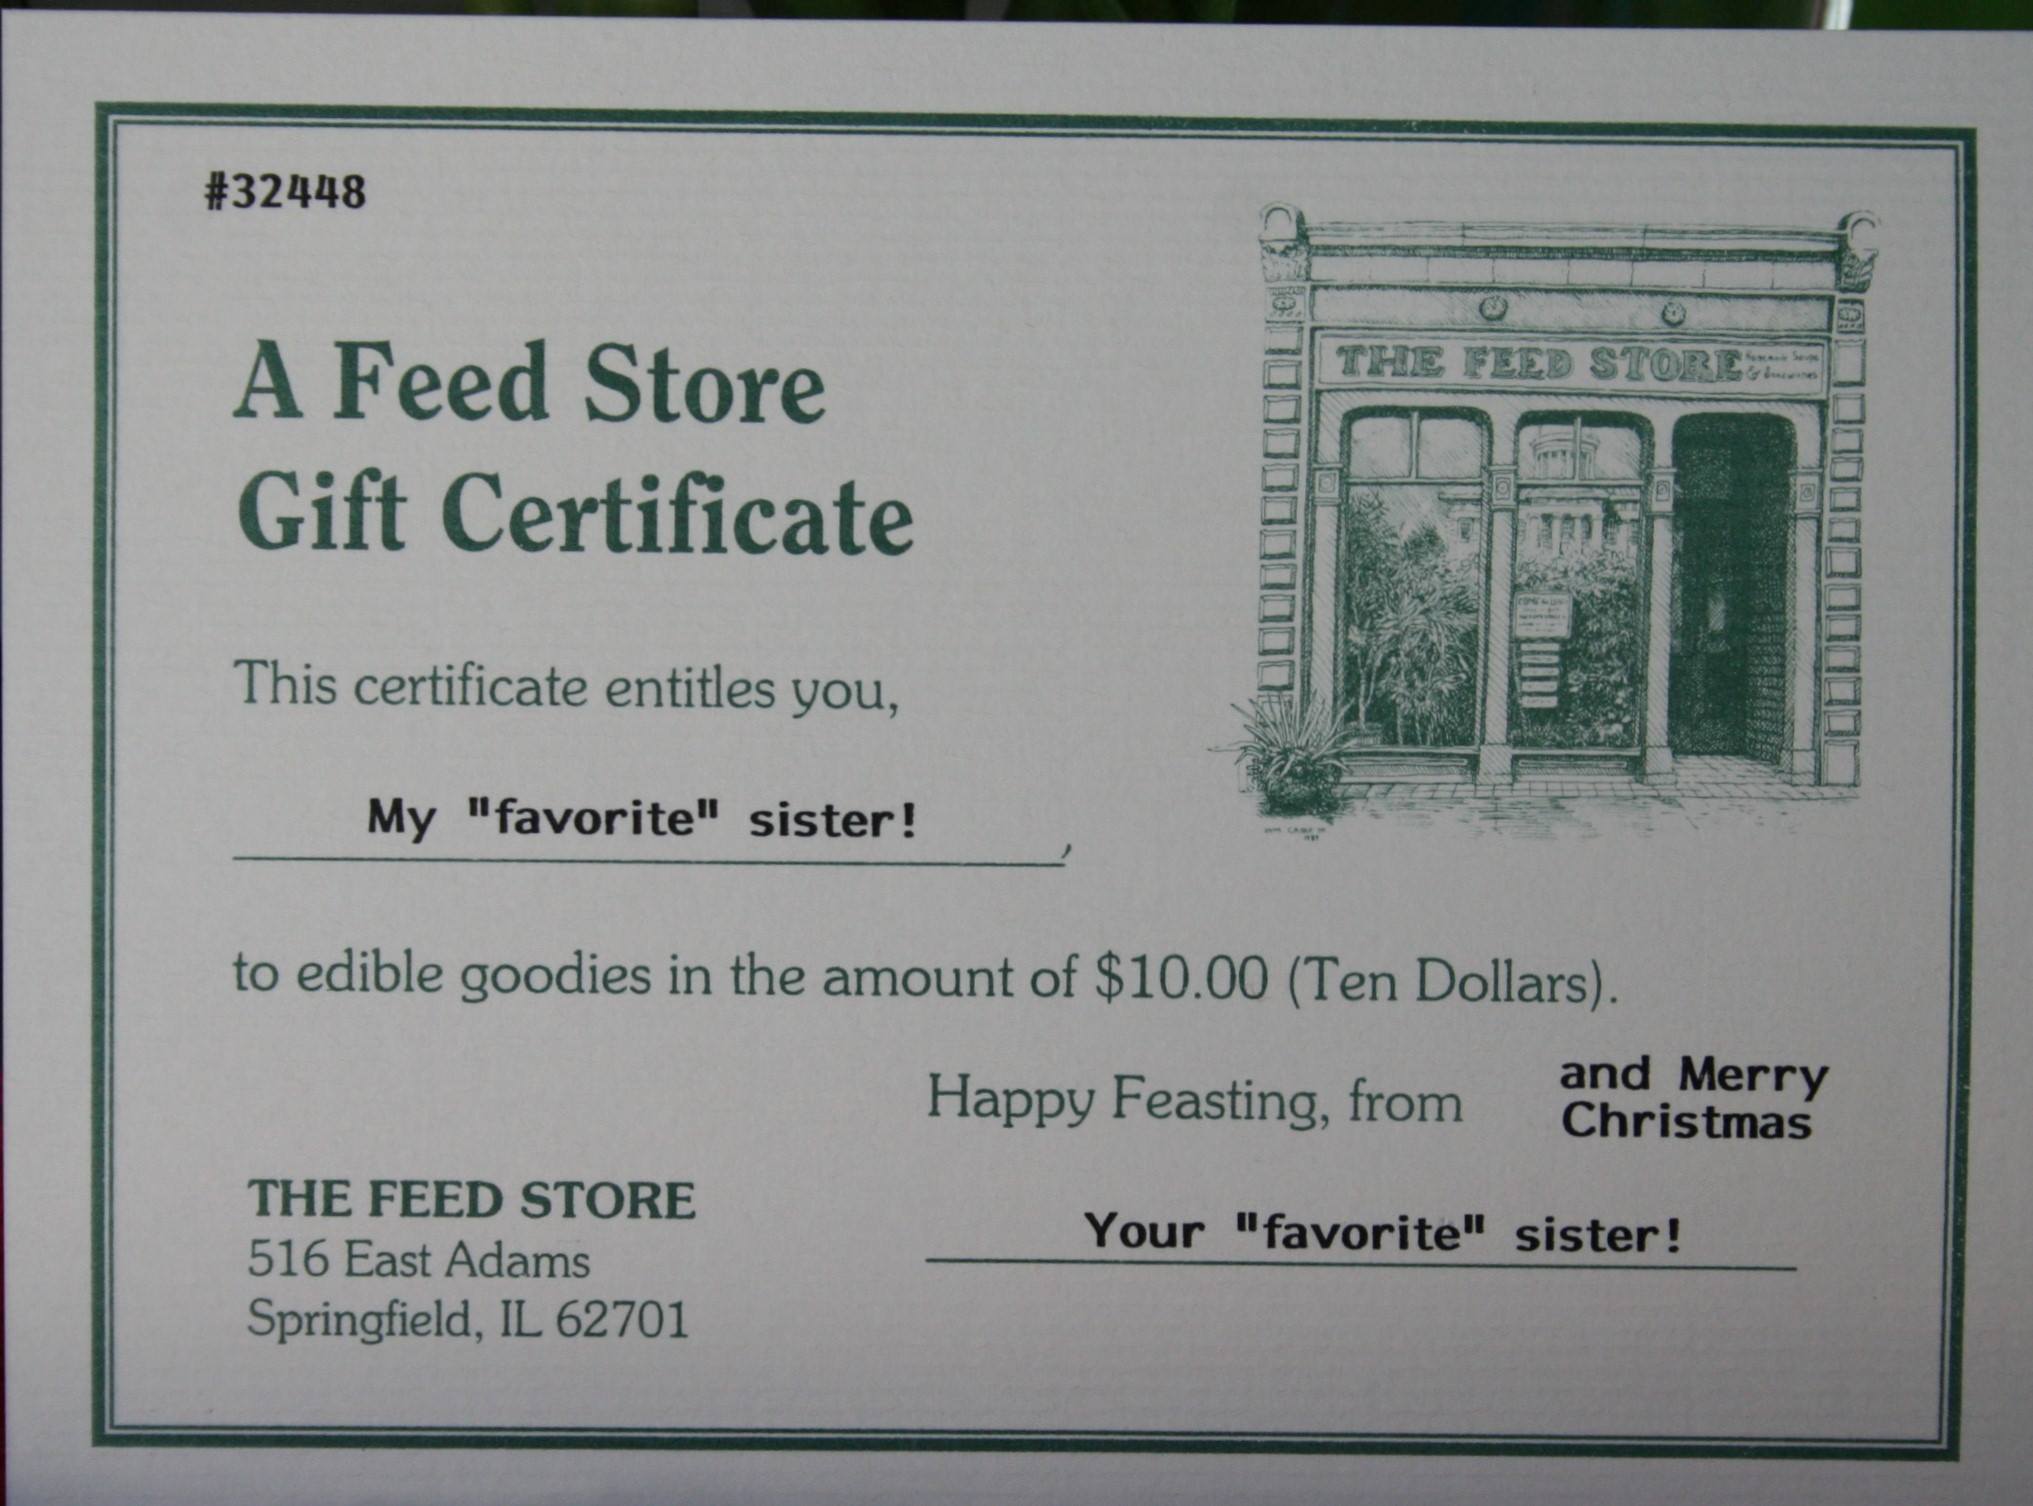 #32448
THE FEED STORE
& 
A Feed Store
Gift Certificate
This certificate entitles you,
My "favorite" sister!
,
to edible goodies in the amount of $10.00 (Ten Dollars).
Happy Feasting, from
and Merry
Christmas
THE FEED STORE
516 East Adams
Springfield, IL 62701
Your "favorite" sister!